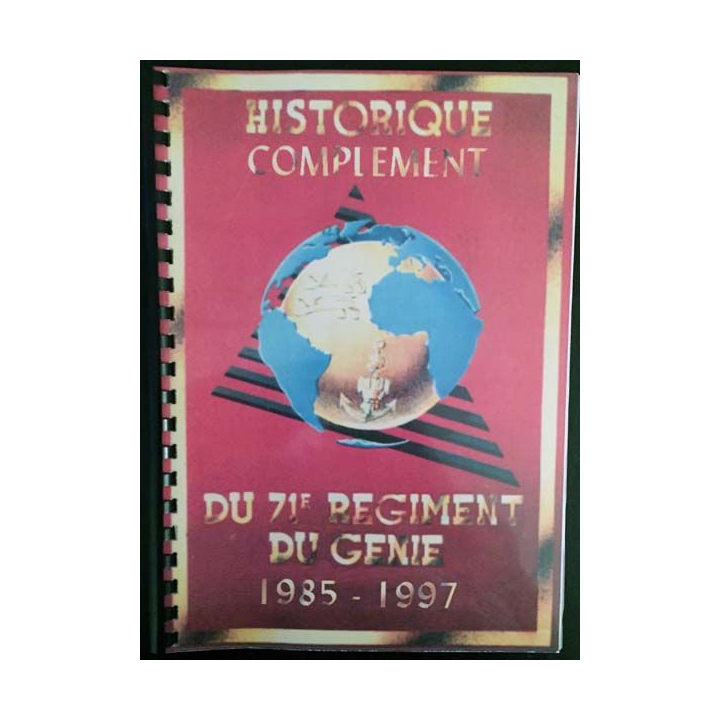 HISTORIQUE
COMPLEMENT
DU 71E REGIMENT
DU GENIE
1985 - 1997